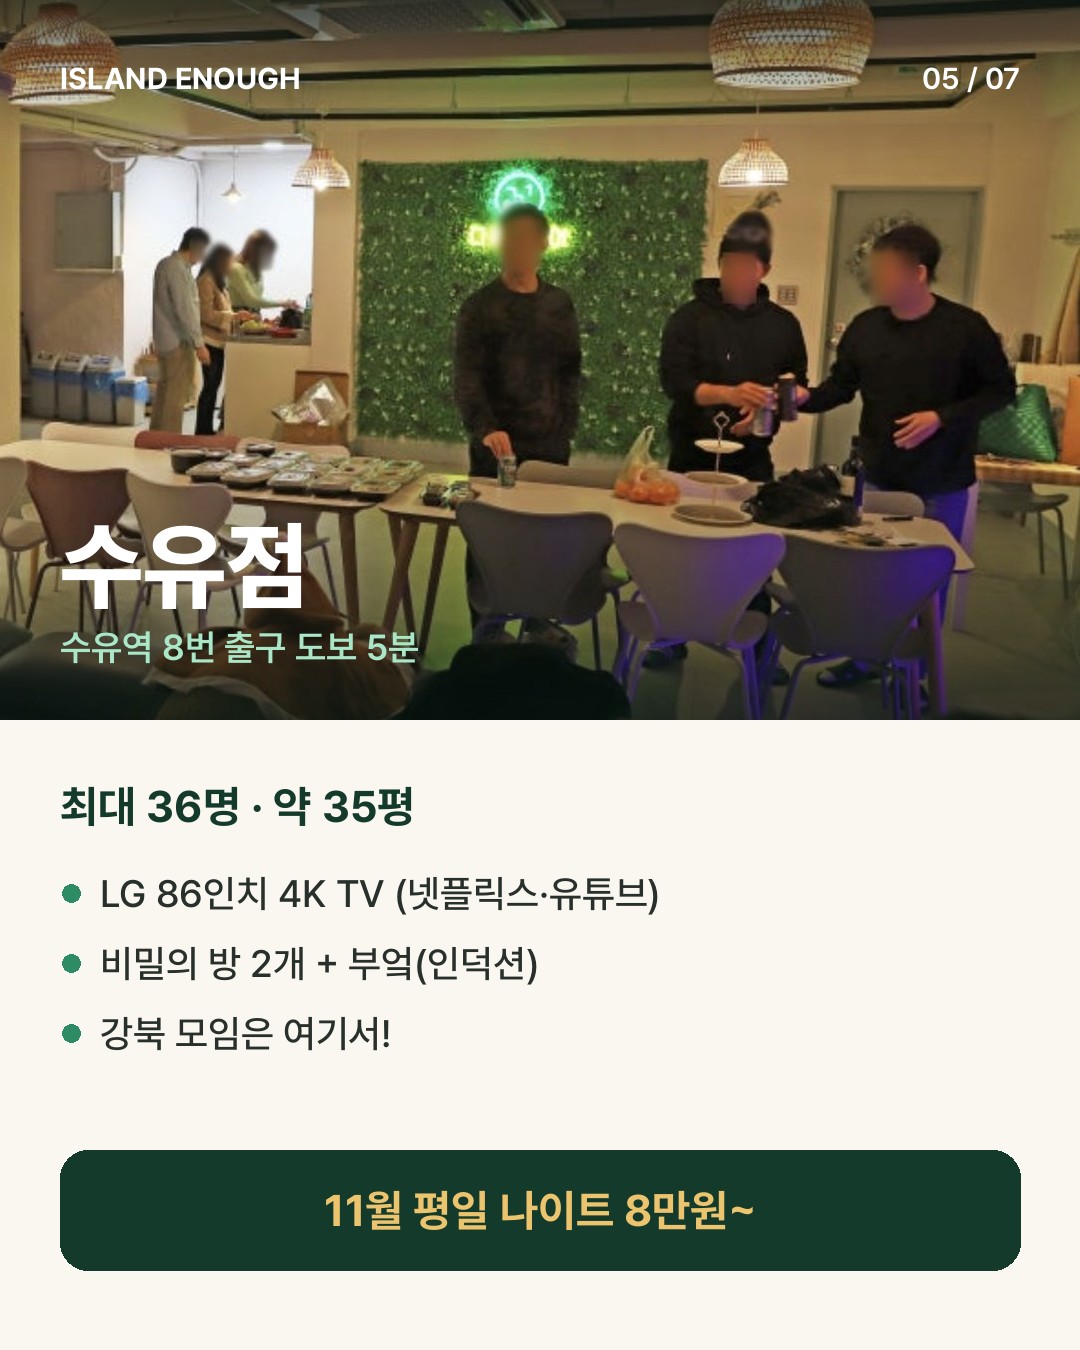 ISLAND ENOUGH
05 / 07
수유점
수유역 8번 출구 도보 5분
최대 36명 · 약 35평
LG 86인치 4K TV (넷플릭스·유튜브)
비밀의 방 2개 + 부엌(인덕션)
강북 모임은 여기서!
11월 평일 나이트 8만원~